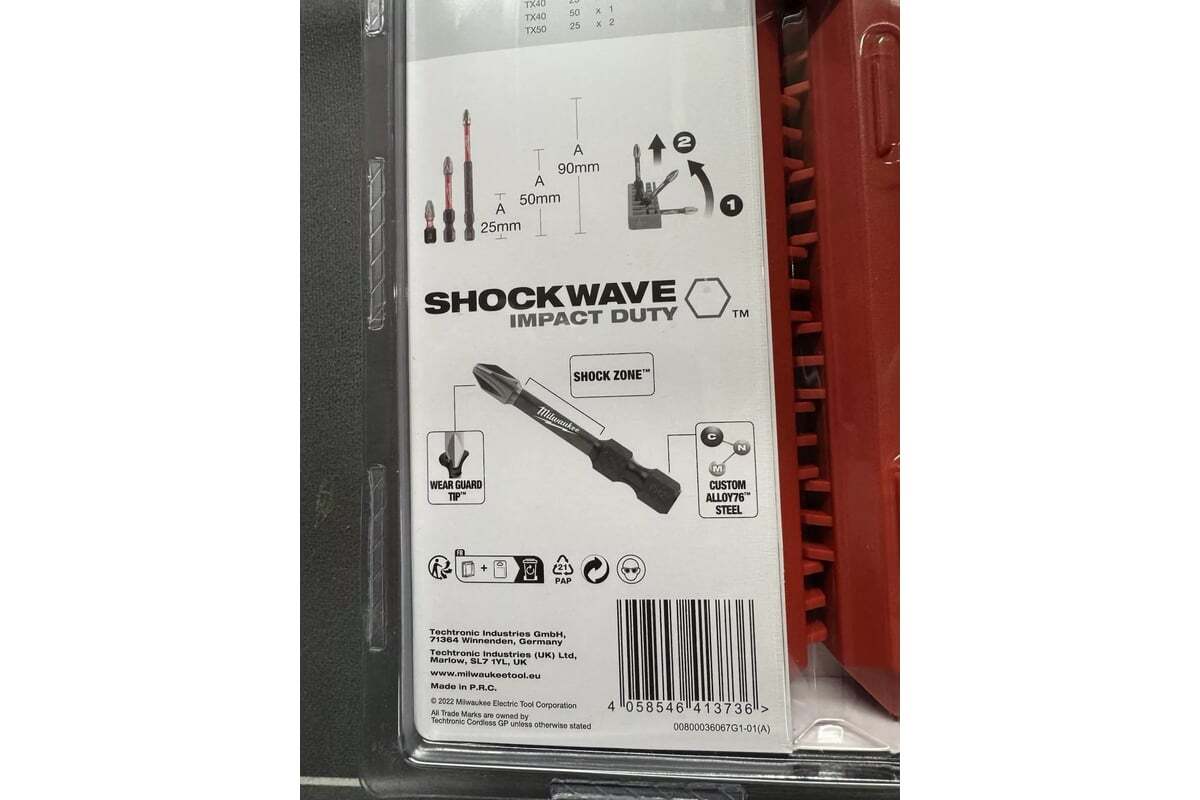 TX40
TX40 50 x 1
TX50 25 x 2
A
90mm
A
50mm
A
25mm
2
1
SHOCKWAVE
IMPACT DUTY
TM
SHOCK ZONE™
Milwaukee
WEAR GUARD
TIP™
C
N
M
CUSTOM
ALLOY76™
STEEL
FR
+
21
PAP
Techtronic Industries GmbH,
71364 Winnenden, Germany
Techtronic Industries (UK) Ltd,
Marlow, SL7 1YL, UK
www.milwaukeetool.eu
Made in P.R.C.
© 2022 Milwaukee Electric Tool Corporation
All Trade Marks are owned by
Techtronic Cordless GP unless otherwise stated
4 058546 413736 >
00800036067G1-01(A)